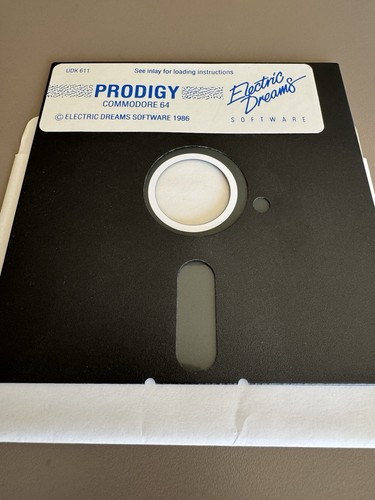 UDK 611
See inlay for loading instructions
PRODIGY
COMMODORE 64
© ELECTRIC DREAMS SOFTWARE 1986
Electric
Dreams
SOFTWARE